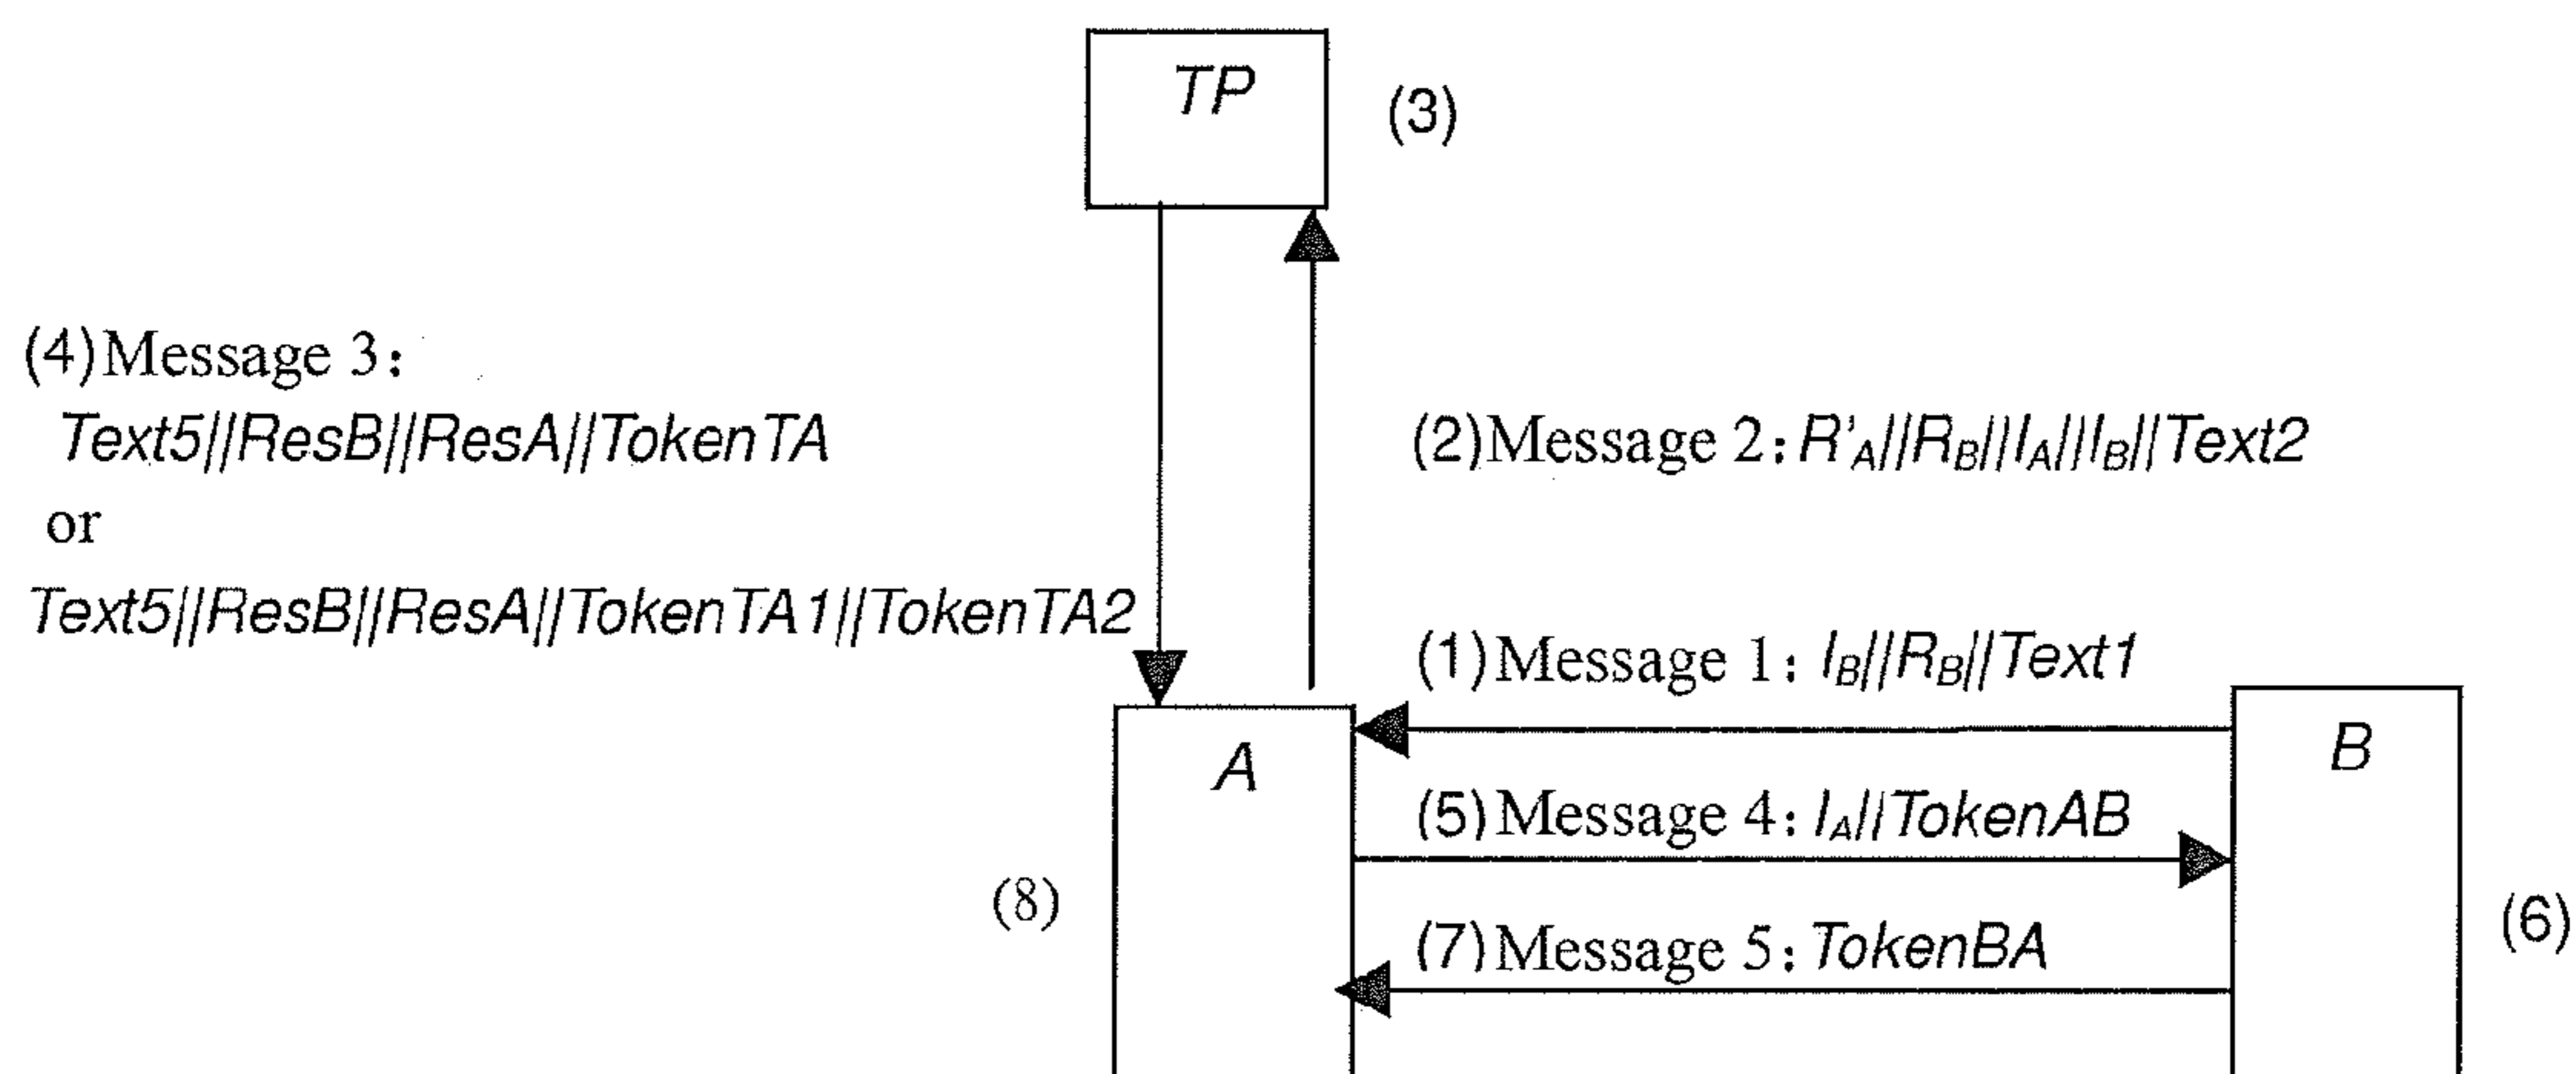 TP
(3)
(4)Message 3:
Text5||ResB||ResA||TokenTA
or
Text5||ResB||ResA||TokenTA1||TokenTA2
(2)Message 2: R'A||RB||IA||IB||Text2
(1)Message 1: IB||RB||Text1
A
B
(5)Message 4: IA||TokenAB
(8)
(6)
(7)Message 5: TokenBA